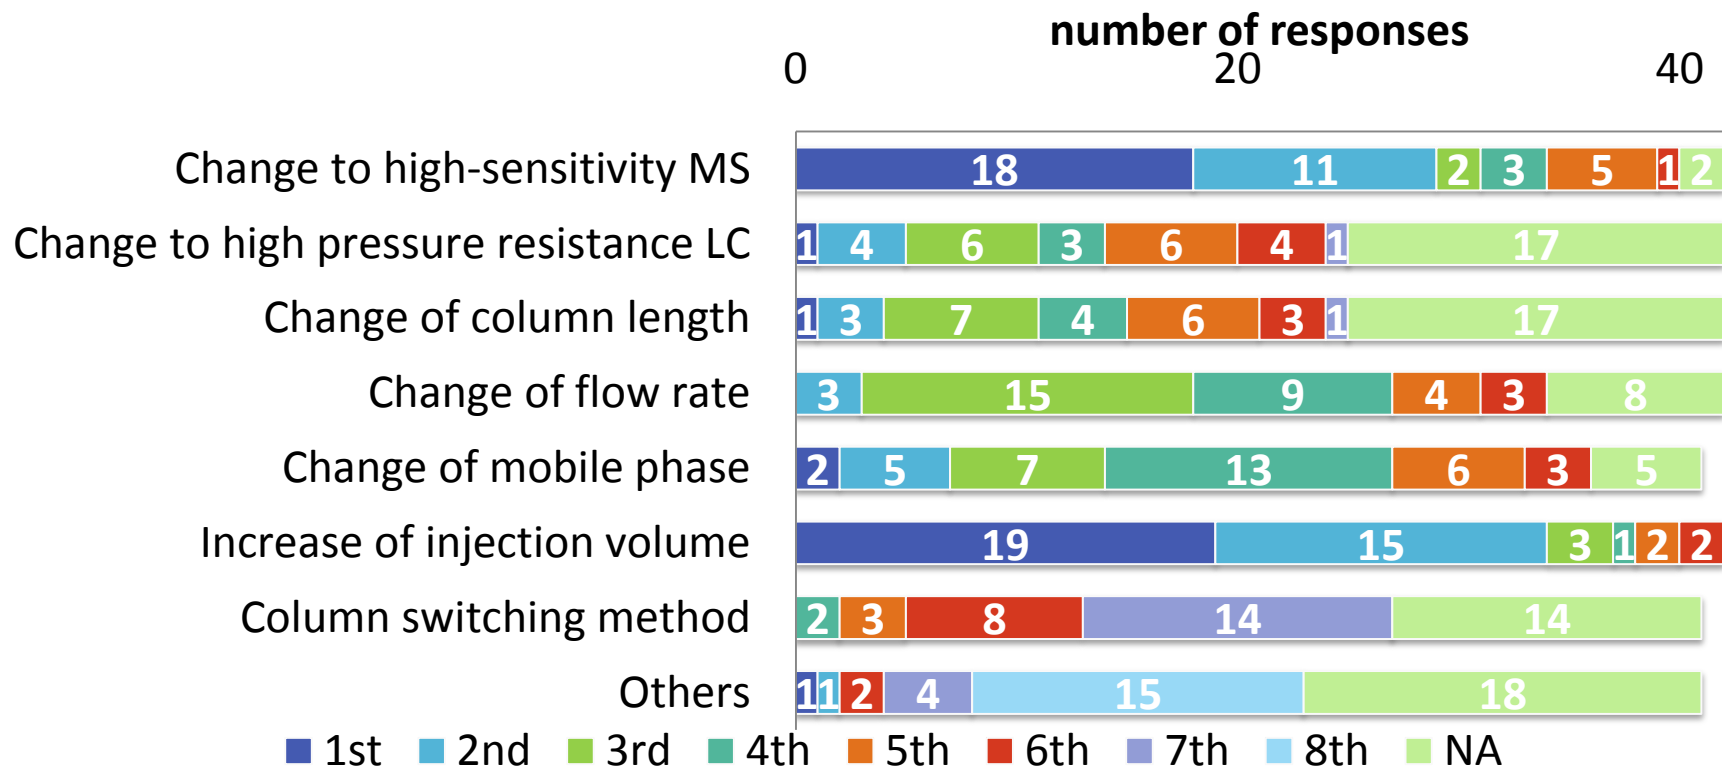 number of responses
0 20 40
Change to high-sensitivity MS 18 11 2 3 5 1 2
Change to high pressure resistance LC 1 4 6 3 6 4 1 17
Change of column length 1 3 7 4 6 3 1 17
Change of flow rate 3 15 9 4 3 8
Change of mobile phase 2 5 7 13 6 3 5
Increase of injection volume 19 15 3 1 2 2
Column switching method 2 3 8 14 14
Others 1 1 2 4 15 18
1st 2nd 3rd 4th 5th 6th 7th 8th NA